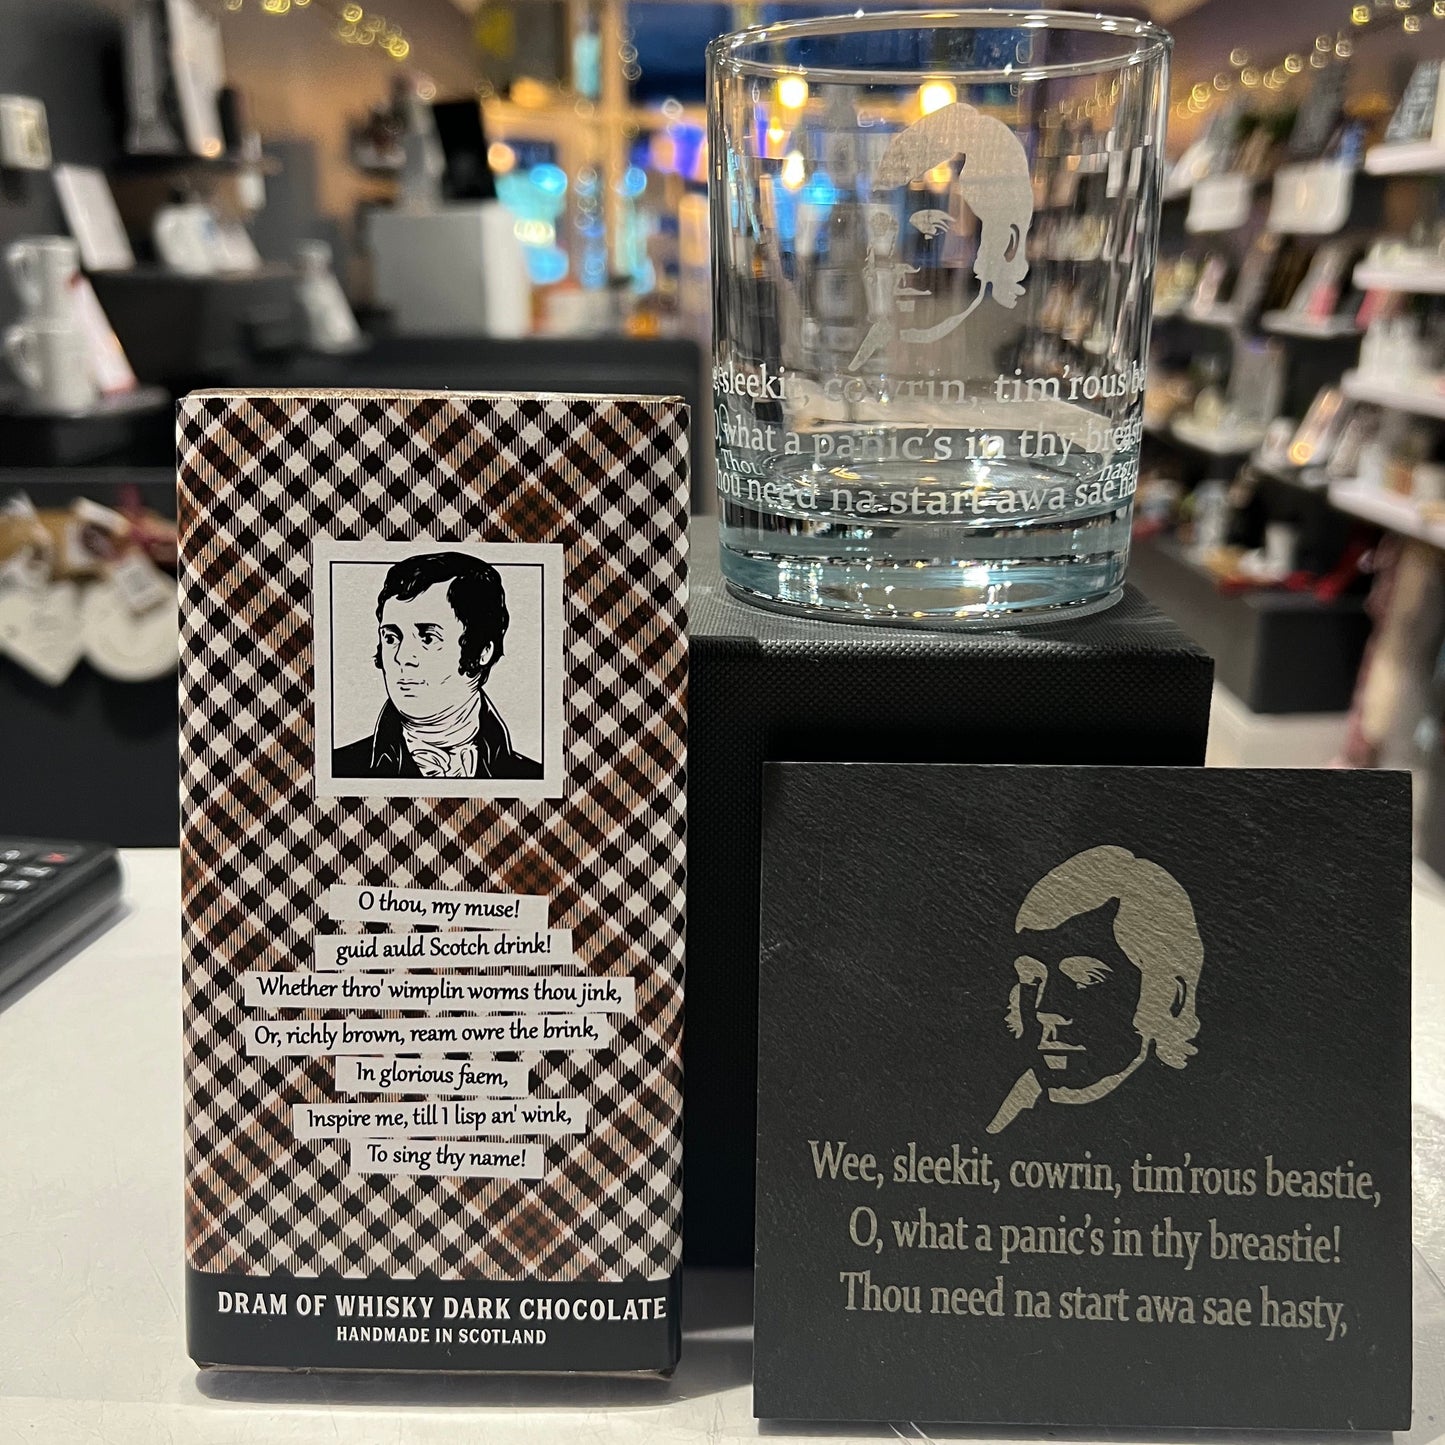 sleekit, cowrin, tim'rous
what a panic's in thy breast
Thou
need na start awa sae has
O thou, my muse!
guid auld Scotch drink!
Whether thro' wimplin worms thou jink,
Or, richly brown, ream owre the brink,
In glorious faem,
Inspire me, till I lisp an' wink,
To sing thy name!
DRAM OF WHISKY DARK CHOCOLATE
HANDMADE IN SCOTLAND
Wee, sleekit, cowrin, tim'rous beastie,
O, what a panic's in thy breastie!
Thou need na start awa sae hasty,